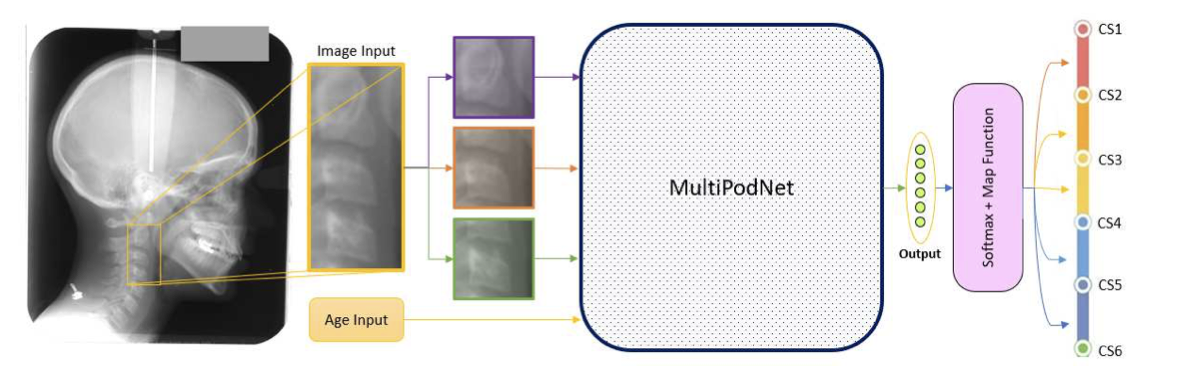 Image Input
Age Input
MultiPodNet
Output
Softmax + Map Function
CS1
CS2
CS3
CS4
CS5
CS6